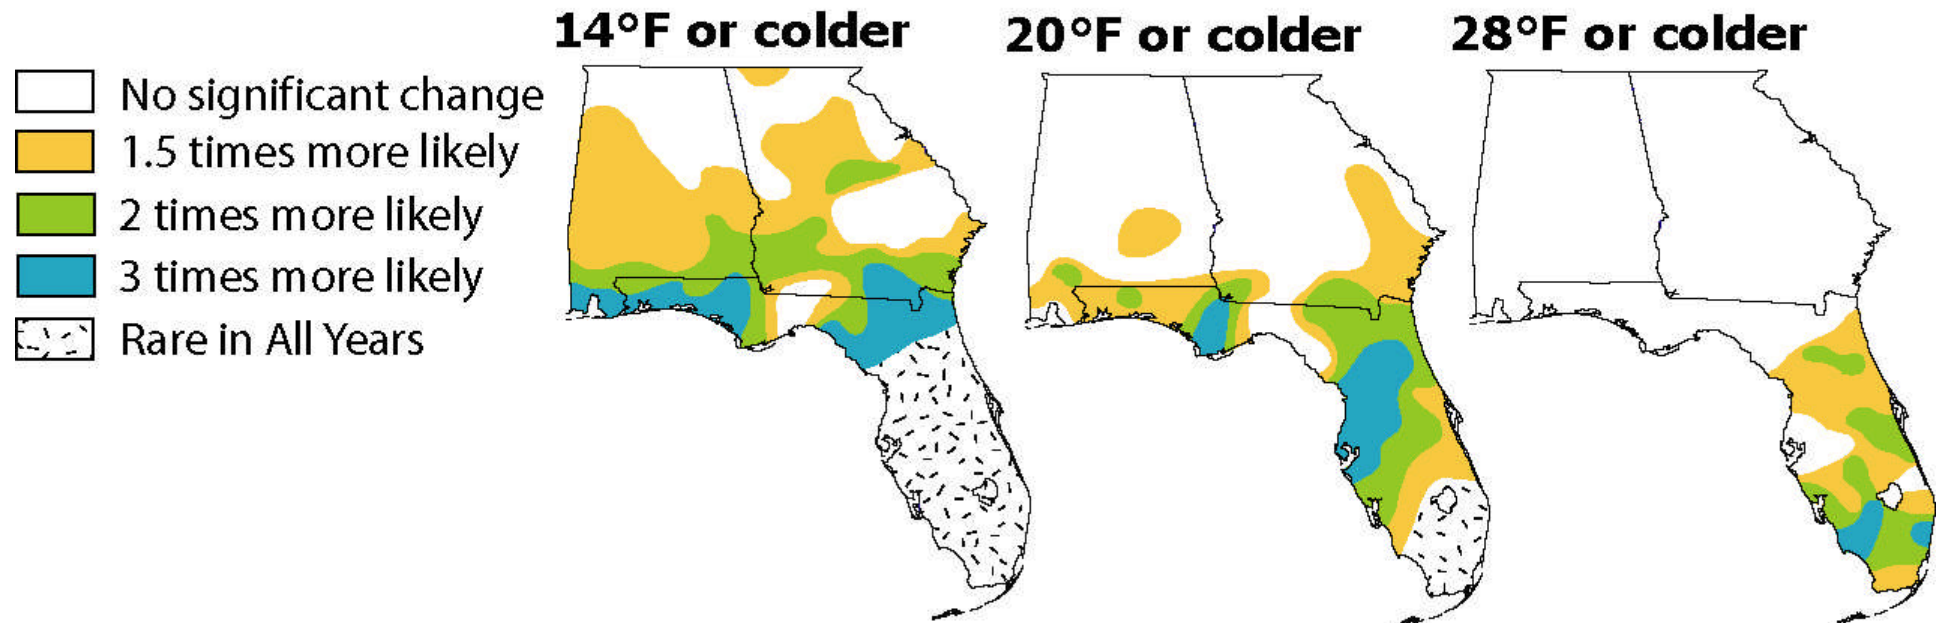 14°F or colder
20°F or colder
28°F or colder
No significant change
1.5 times more likely
2 times more likely
3 times more likely
Rare in All Years